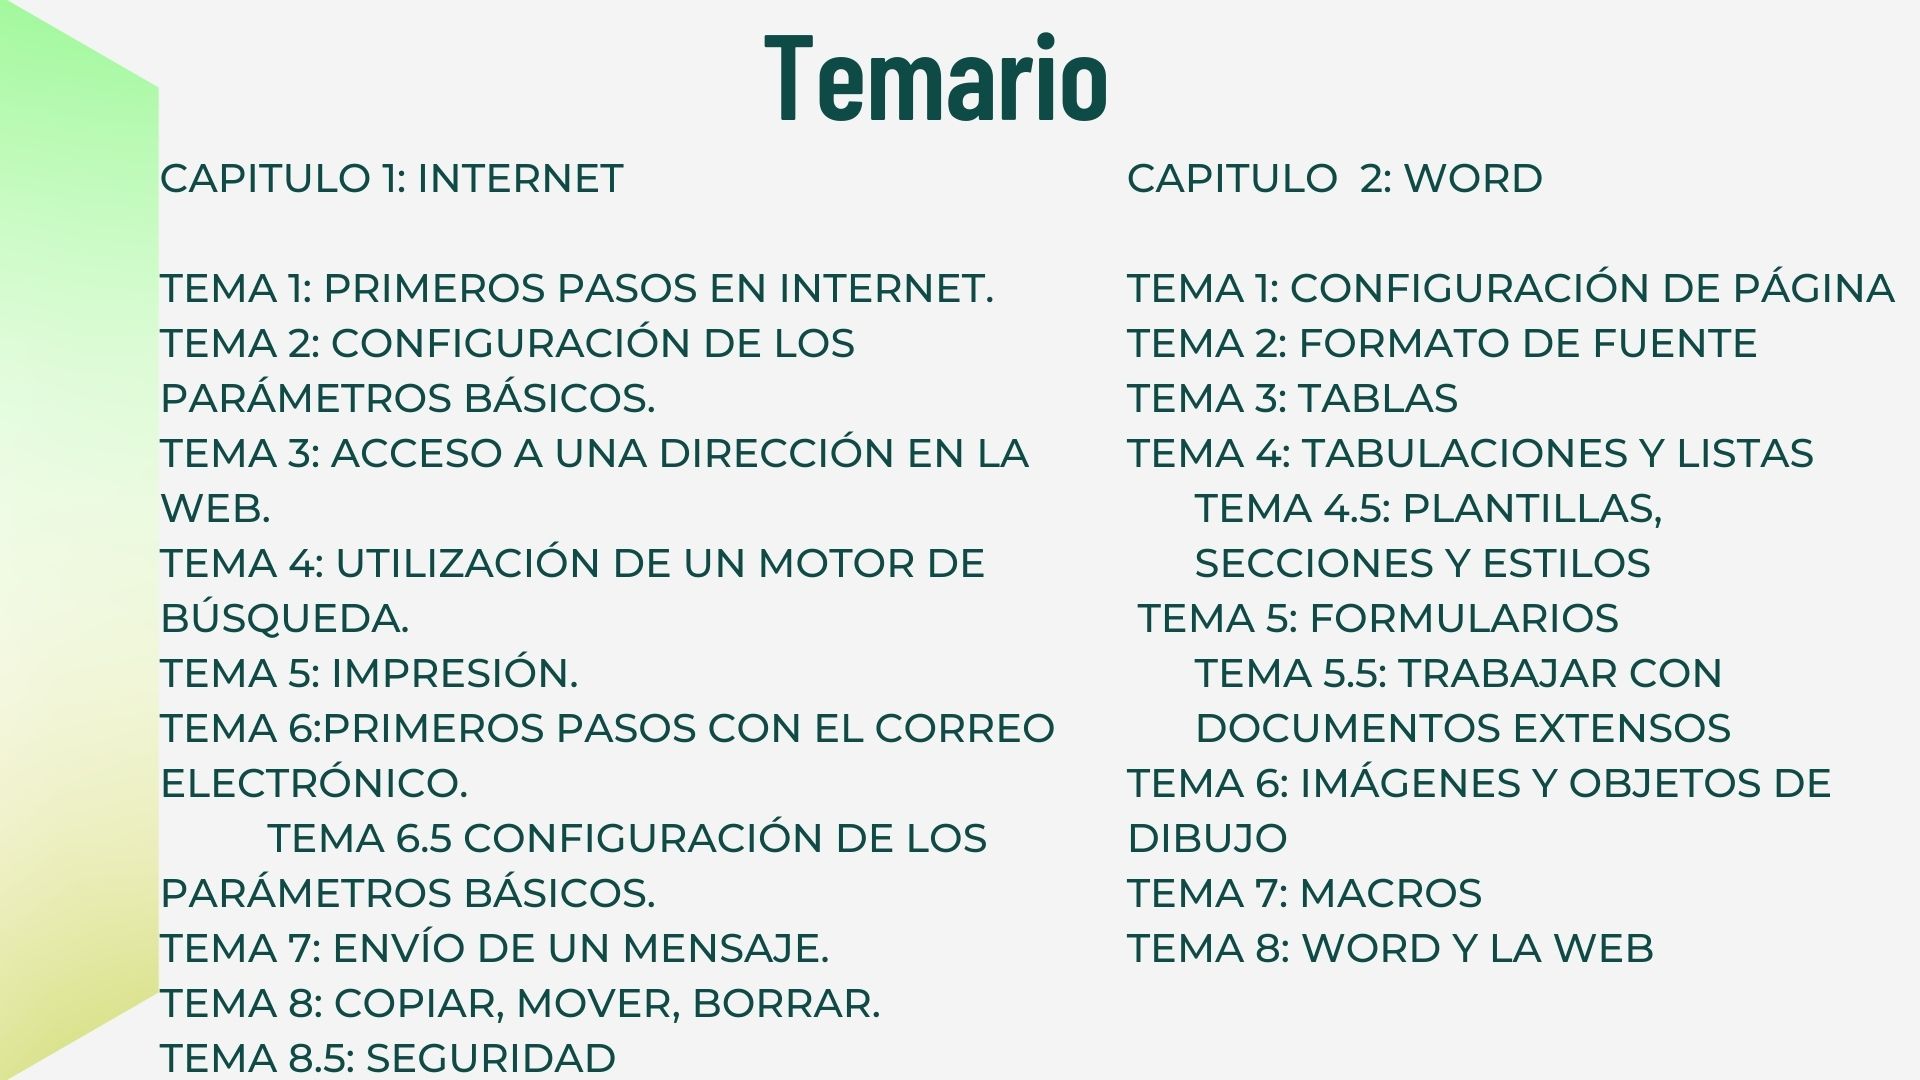 Temario
CAPITULO 1: INTERNET
TEMA 1: PRIMEROS PASOS EN INTERNET.
TEMA 2: CONFIGURACIÓN DE LOS
PARÁMETROS BÁSICOS.
TEMA 3: ACCESO A UNA DIRECCIÓN EN LA
WEB.
TEMA 4: UTILIZACIÓN DE UN MOTOR DE
BÚSQUEDA.
TEMA 5: IMPRESIÓN.
TEMA 6:PRIMEROS PASOS CON EL CORREO
ELECTRÓNICO.
TEMA 6.5 CONFIGURACIÓN DE LOS
PARÁMETROS BÁSICOS.
TEMA 7: ENVÍO DE UN MENSAJE.
TEMA 8: COPIAR, MOVER, BORRAR.
TEMA 8.5: SEGURIDAD
CAPITULO  2: WORD
TEMA 1: CONFIGURACIÓN DE PÁGINA
TEMA 2: FORMATO DE FUENTE
TEMA 3: TABLAS
TEMA 4: TABULACIONES Y LISTAS
TEMA 4.5: PLANTILLAS,
SECCIONES Y ESTILOS
TEMA 5: FORMULARIOS
TEMA 5.5: TRABAJAR CON
DOCUMENTOS EXTENSOS
TEMA 6: IMÁGENES Y OBJETOS DE
DIBUJO
TEMA 7: MACROS
TEMA 8: WORD Y LA WEB